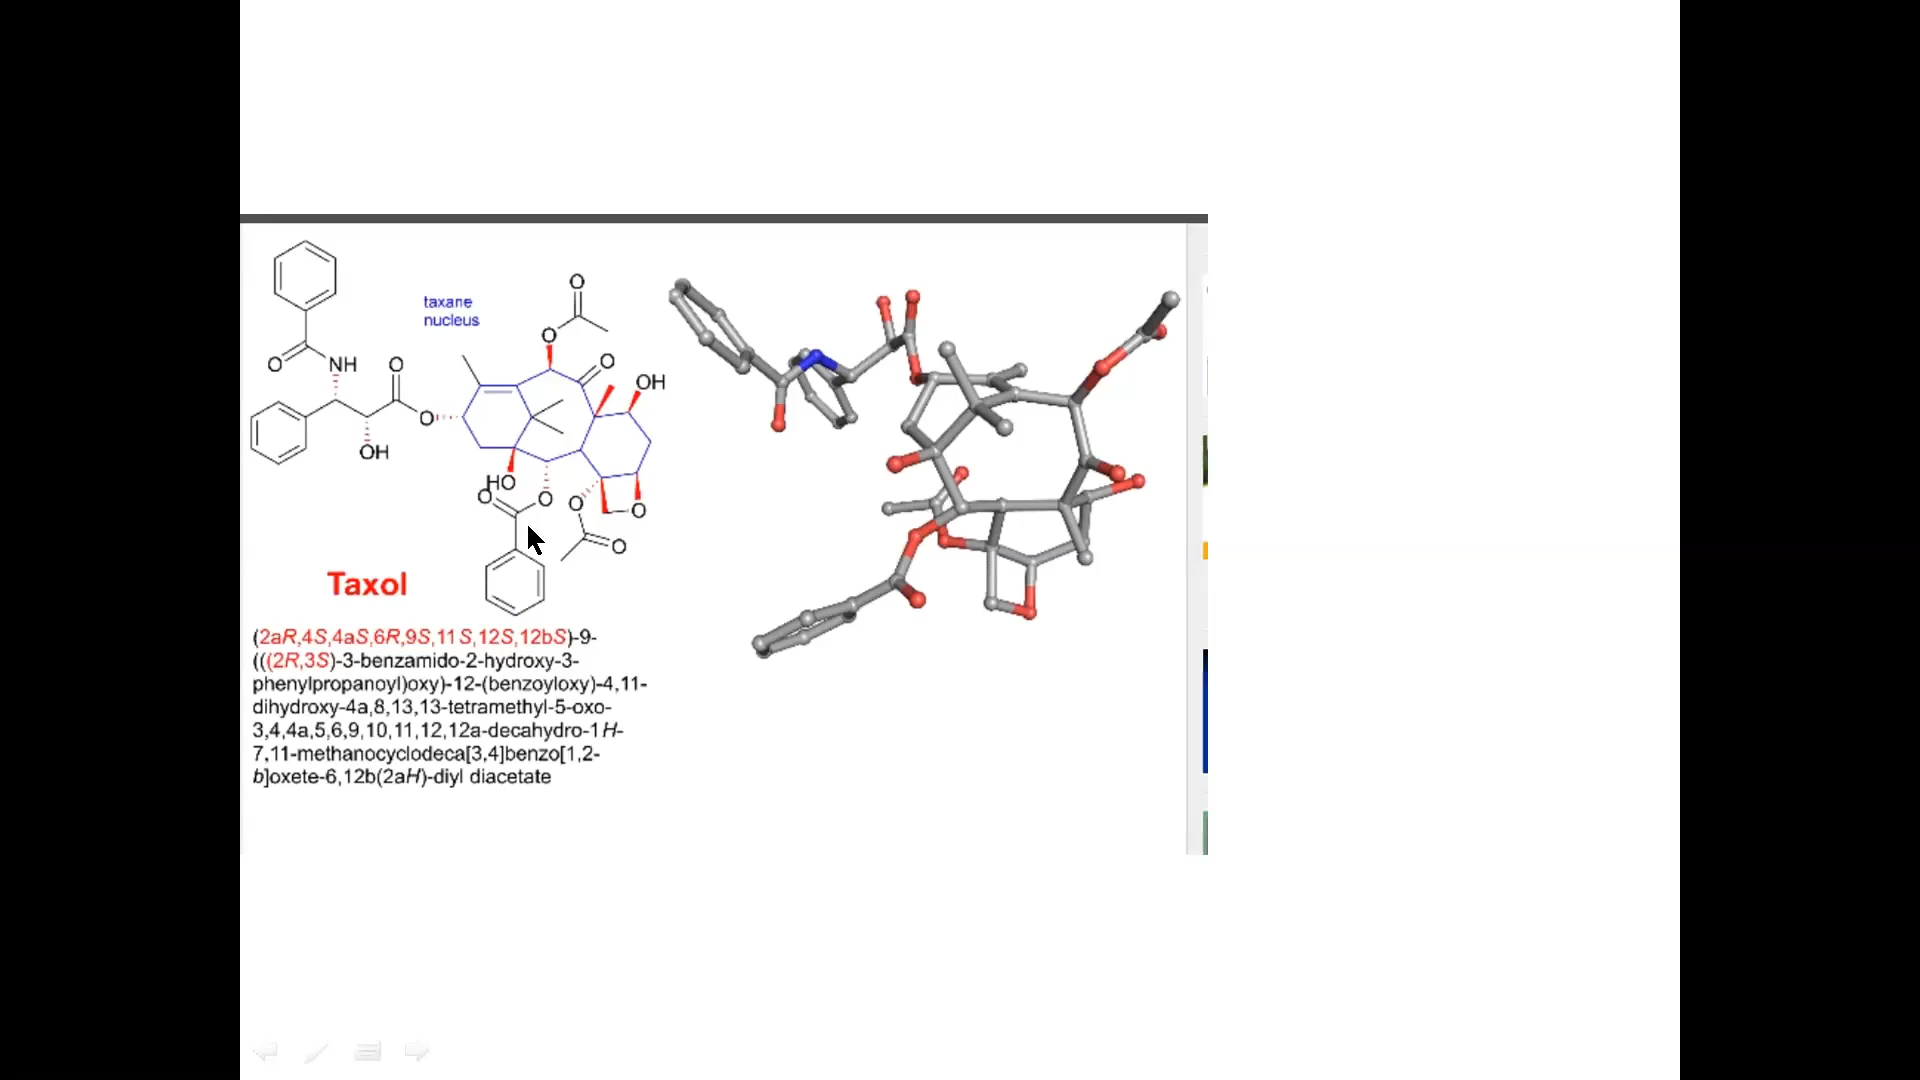 O
taxane
nucleus
O
O
NH
O
O
OH
O
OH
HO
O
O
O
O
O
Taxol
(2aR,4S,4aS,6R,9S,11S,12S,12bS)-9-
(((2R,3S)-3-benzamido-2-hydroxy-3-
phenylpropanoyl)oxy)-12-(benzoyloxy)-4,11-
dihydroxy-4a,8,13,13-tetramethyl-5-oxo-
3,4,4a,5,6,9,10,11,12,12a-decahydro-1H-
7,11-methanocyclodeca[3,4]benzo[1,2-
b]oxete-6,12b(2aH)-diyl diacetate